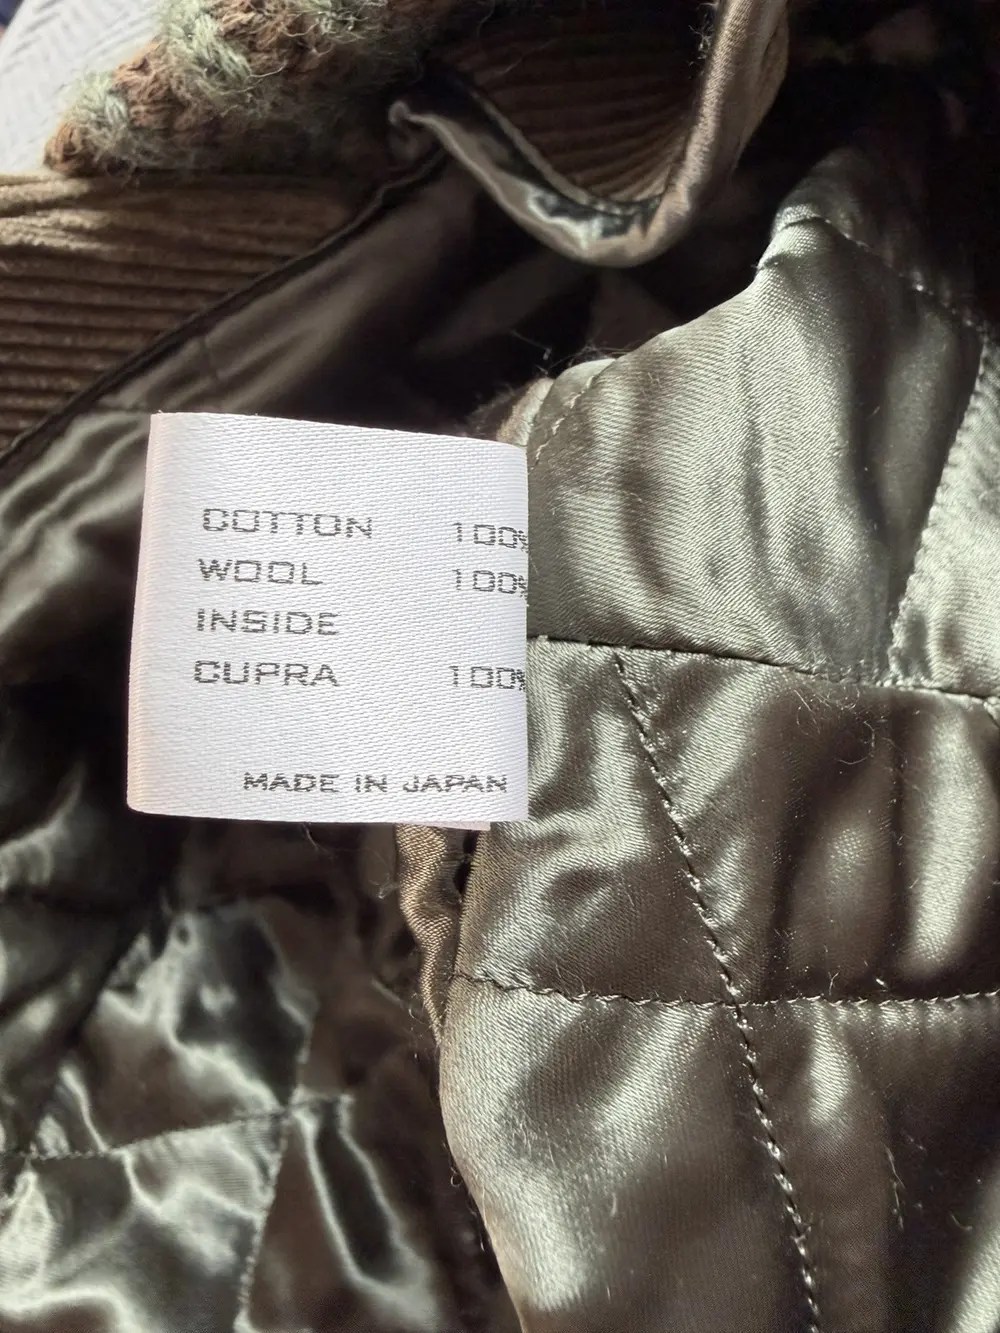 COTTON 100%
WOOL 100%
INSIDE
CUPRA 100%
MADE IN JAPAN